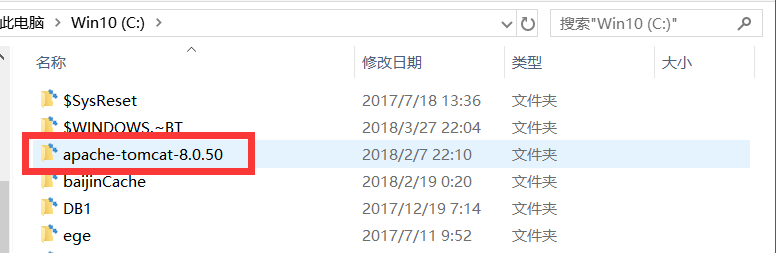 此电脑 > Win10 (C:) >
搜索"Win10 (C:)"
名称 修改日期 类型 大小
$SysReset 2017/7/18 13:36 文件夹
$WINDOWS.~BT 2018/3/27 22:04 文件夹
apache-tomcat-8.0.50 2018/2/7 22:10 文件夹
baijinCache 2018/2/19 0:20 文件夹
DB1 2017/12/19 7:14 文件夹
ege 2017/7/11 9:52 文件夹